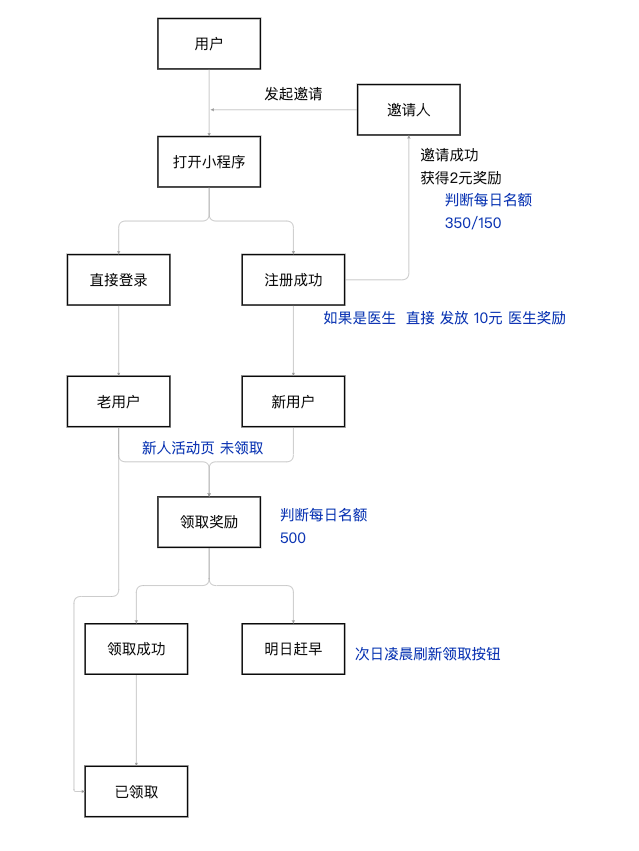 用户
发起邀请
邀请人
打开小程序
邀请成功
获得2元奖励
判断每日名额
350/150
直接登录
注册成功
如果是医生 直接 发放 10元 医生奖励
老用户
新用户
新人活动页 未领取
领取奖励
判断每日名额
500
领取成功
明日赶早
次日凌晨刷新领取按钮
已领取